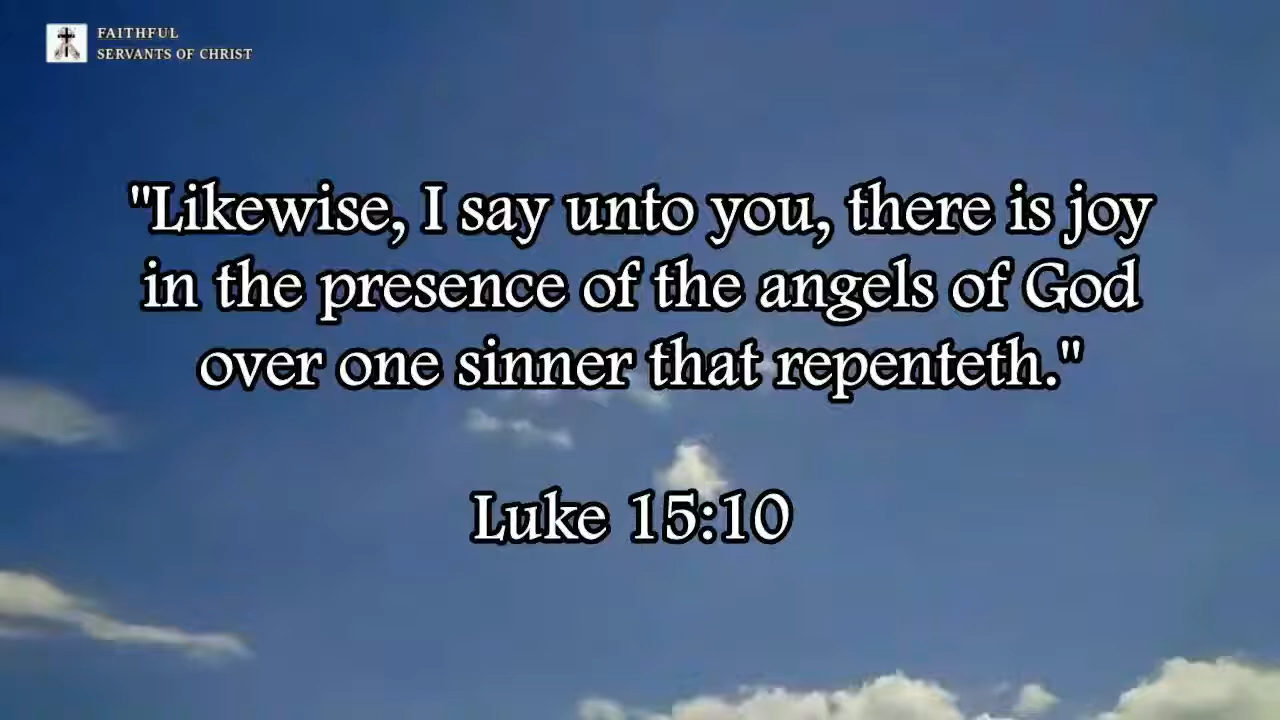 FAITHFUL
SERVANTS OF CHRIST
"Likewise, I say unto you, there is joy
in the presence of the angels of God
over one sinner that repenteth."
Luke 15:10